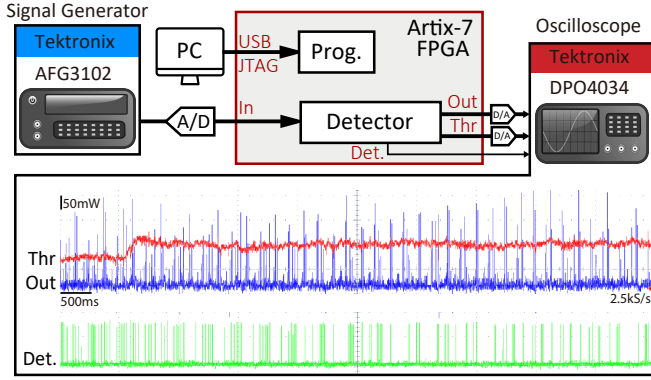 Signal Generator
Tektronix
AFG3102
PC
USB
JTAG
Prog.
Artix-7
FPGA
Oscilloscope
Tektronix
DPO4034
A/D
In
Detector
Out
Thr
Det.
D/A
D/A
50mW
Thr
Out
500ms
2.5kS/s
Det.